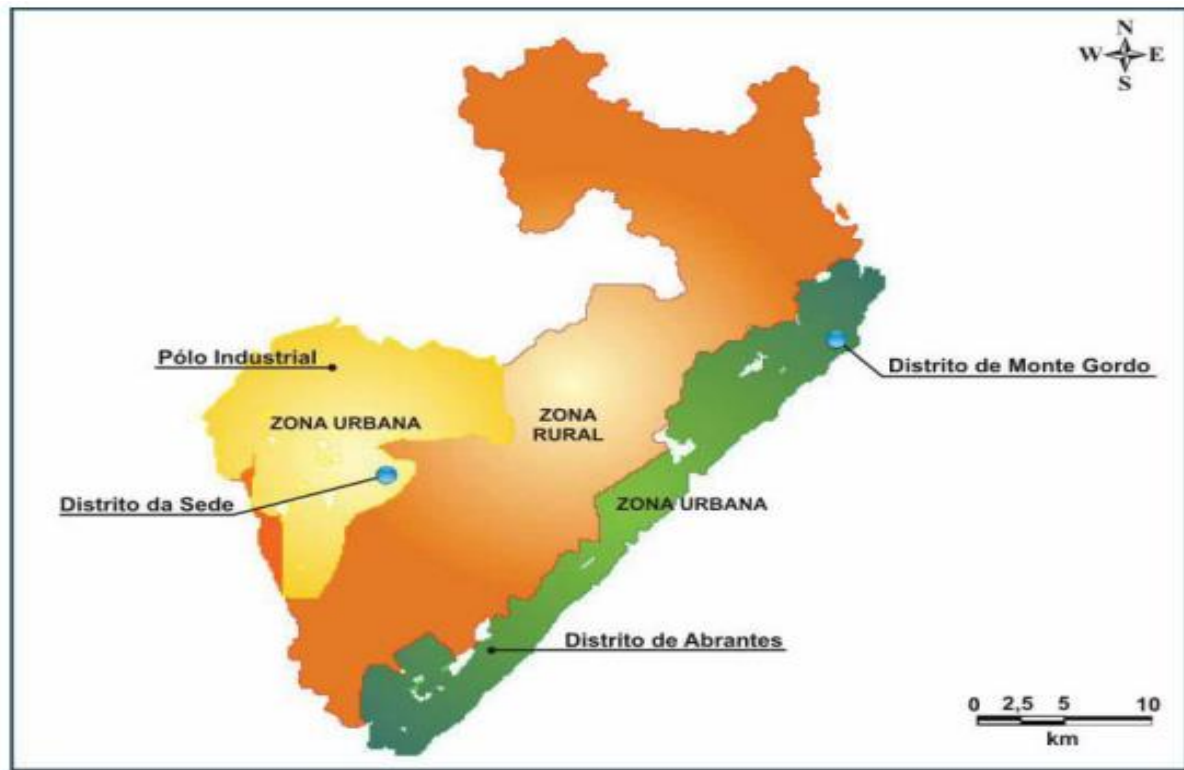 N
W E
S
Pólo Industrial
Distrito de Monte Gordo
ZONA URBANA
ZONA
RURAL
Distrito da Sede
ZONA URBANA
Distrito de Abrantes
0 2,5 5 10
km